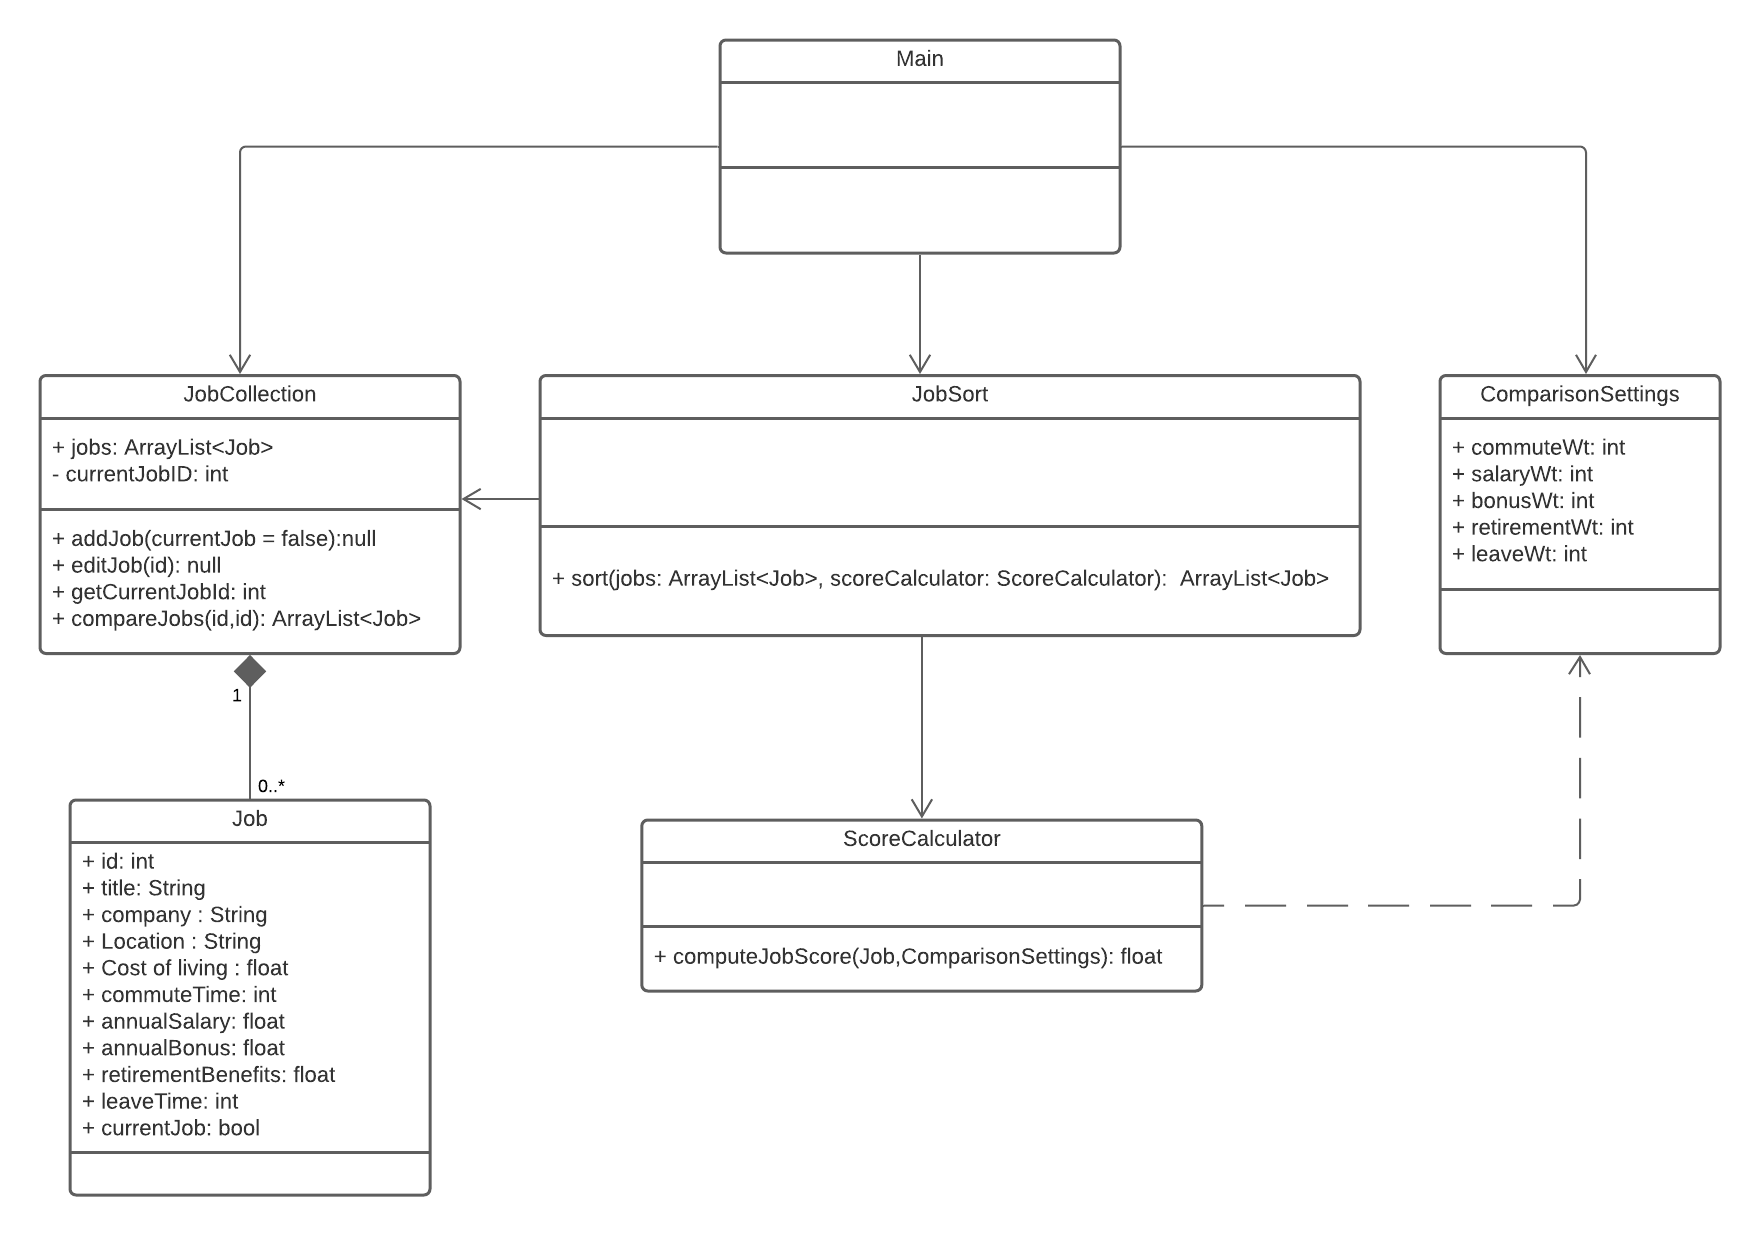 Main
JobCollection
+ jobs: ArrayList<Job>
- currentJobID: int
+ addJob(currentJob = false):null
+ editJob(id): null
+ getCurrentJobId: int
+ compareJobs(id,id): ArrayList<Job>
JobSort
+ sort(jobs: ArrayList<Job>, scoreCalculator: ScoreCalculator):  ArrayList<Job>
ComparisonSettings
+ commuteWt: int
+ salaryWt: int
+ bonusWt: int
+ retirementWt: int
+ leaveWt: int
1
0..*
Job
+ id: int
+ title: String
+ company : String
+ Location : String
+ Cost of living : float
+ commuteTime: int
+ annualSalary: float
+ annualBonus: float
+ retirementBenefits: float
+ leaveTime: int
+ currentJob: bool
ScoreCalculator
+ computeJobScore(Job,ComparisonSettings): float